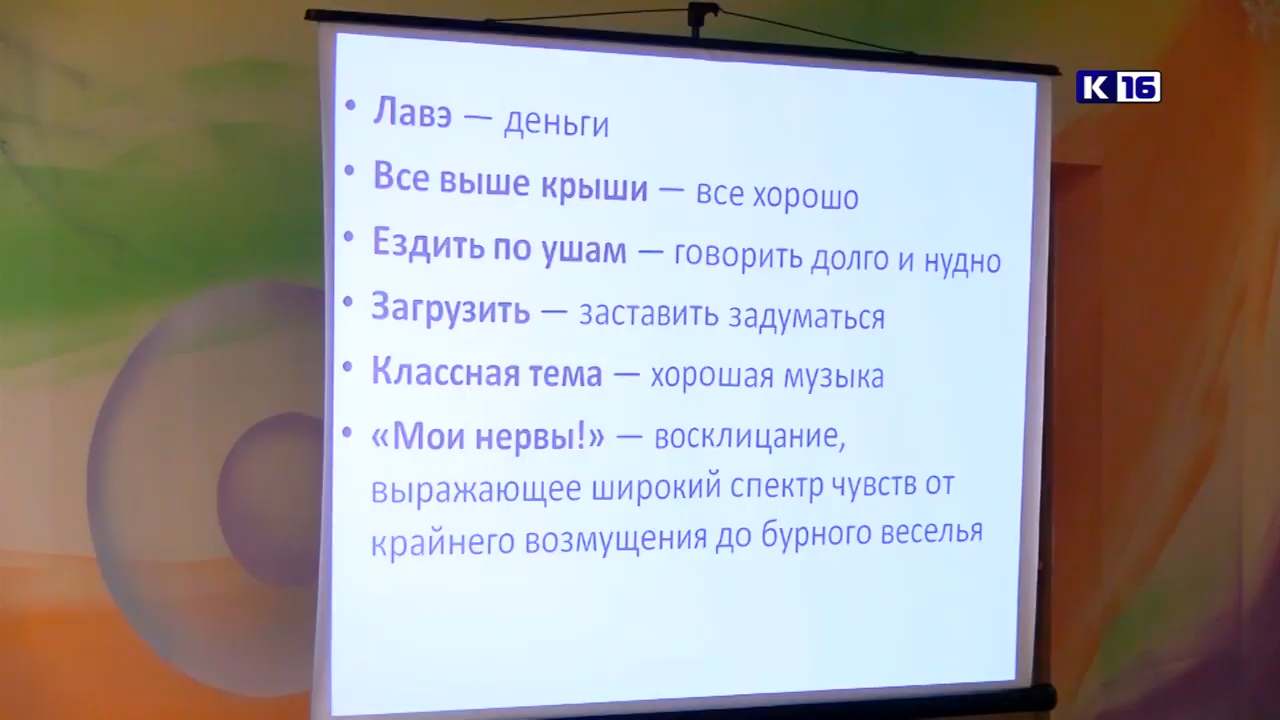 К 16
• Лавэ — деньги
• Все выше крыши — все хорошо
• Ездить по ушам — говорить долго и нудно
• Загрузить — заставить задуматься
• Классная тема — хорошая музыка
• «Мои нервы!» — восклицание,
выражающее широкий спектр чувств от
крайнего возмущения до бурного веселья